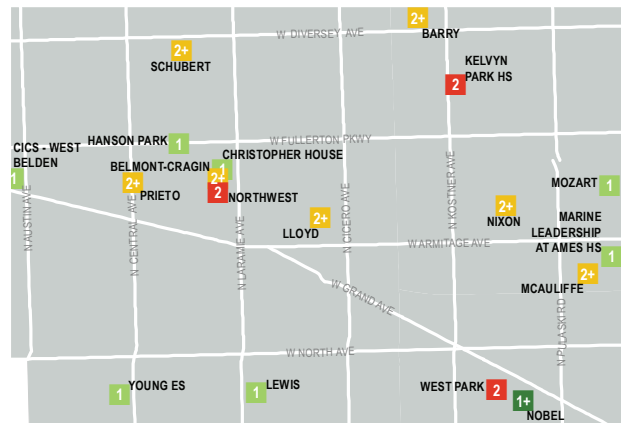 2+
BARRY
W DIVERSEY AVE
2+
SCHUBERT
KELVYN
PARK HS
2
HANSON PARK
1
W FULLERTON PKWY
CICS - WEST
BELDEN
1
CHRISTOPHER HOUSE
1
BELMONT-CRAGIN
2+
2+
PRIETO
2
NORTHWEST
MOZART
1
2+
NIXON
2+
LLOYD
MARINE
LEADERSHIP
AT AMES HS
1
W ARMITAGE AVE
2+
MCAULIFFE
N AUSTIN AVE
N CENTRAL AVE
N LARAMIE AVE
N CICERO AVE
N KOSTNER AVE
N PULASKI RD
W GRAND AVE
W NORTH AVE
1
YOUNG ES
1
LEWIS
WEST PARK
2
1+
NOBEL